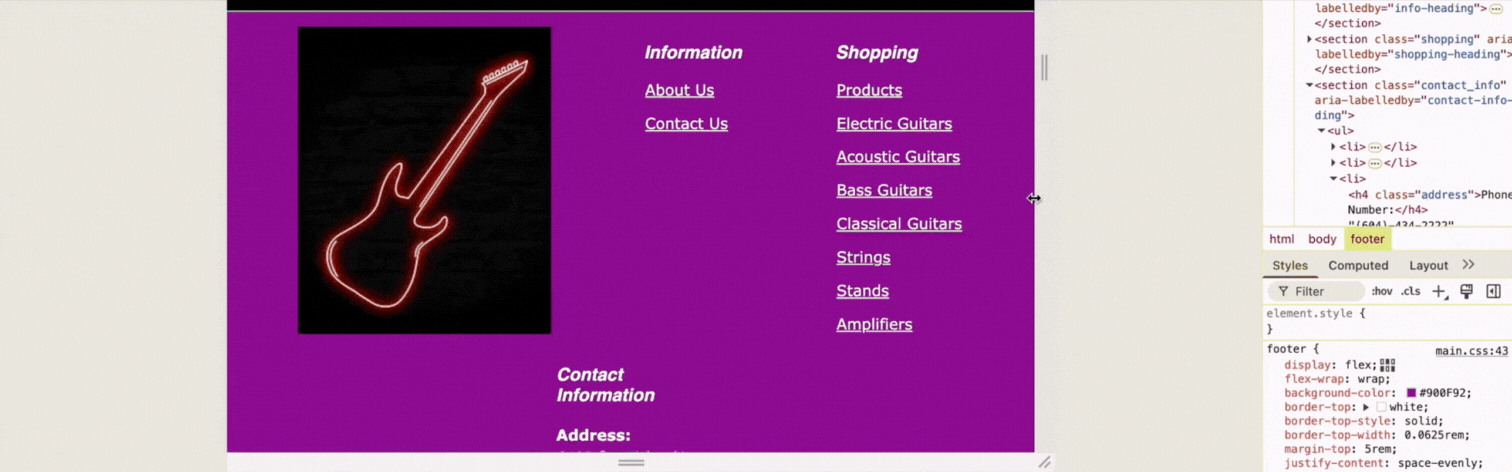 Information
About Us
Contact Us
Shopping
Products
Electric Guitars
Acoustic Guitars
Bass Guitars
Classical Guitars
Strings
Stands
Amplifiers
Contact
Information
Address:
labelledby="info-heading">
</section>
<section class="shopping" aria
labelledby="shopping-heading">
</section>
<section class="contact_info"
aria-labelledby="contact-info-
ding">
<ul>
<li>⋯</li>
<li>⋯</li>
<li>
<h4 class="address">Phone
Number:</h4>
"(604)-434-2222"
html body footer
Styles Computed Layout
Filter :hov .cls
element.style {
}
footer { main.css:43
display: flex;
flex-wrap: wrap;
background-color: #900F92;
border-top: white;
border-top-style: solid;
border-top-width: 0.0625rem;
margin-top: 5rem;
justify-content: space-evenly;